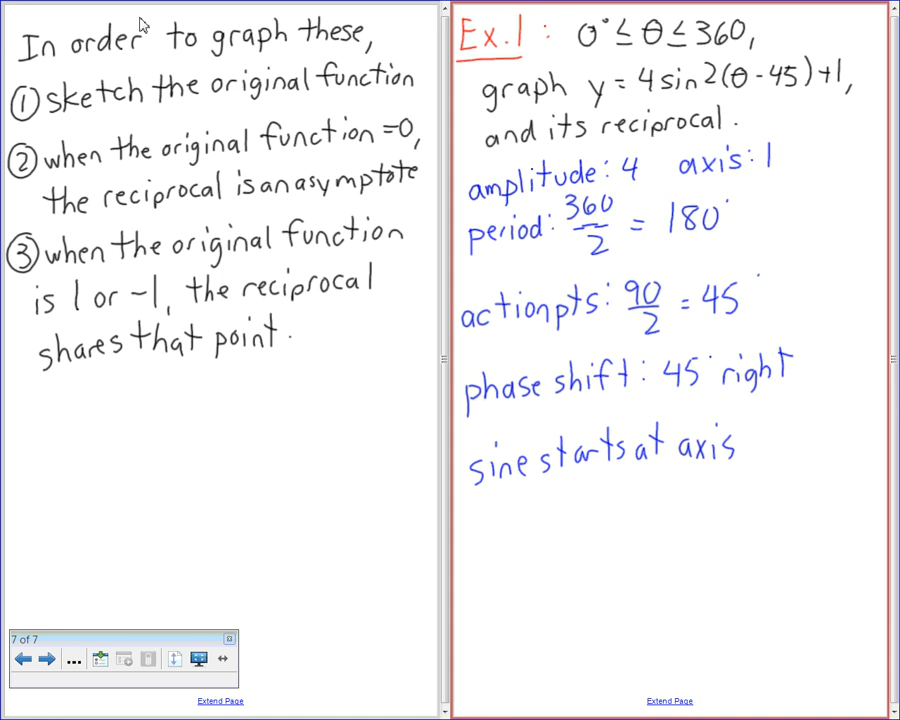 In order to graph these,
① sketch the original function
② when the original function =0,
the reciprocal is an asymptote
③ when the original function
is 1 or -1, the reciprocal
shares that point.
7 of 7
Extend Page
Ex.1: 0° ≤ θ ≤ 360,
graph y = 4 sin 2(θ - 45) + 1,
and its reciprocal.
amplitude: 4 axis: 1
period: 360/2 = 180°
action pts: 90/2 = 45°
phase shift: 45° right
sine starts at axis
Extend Page